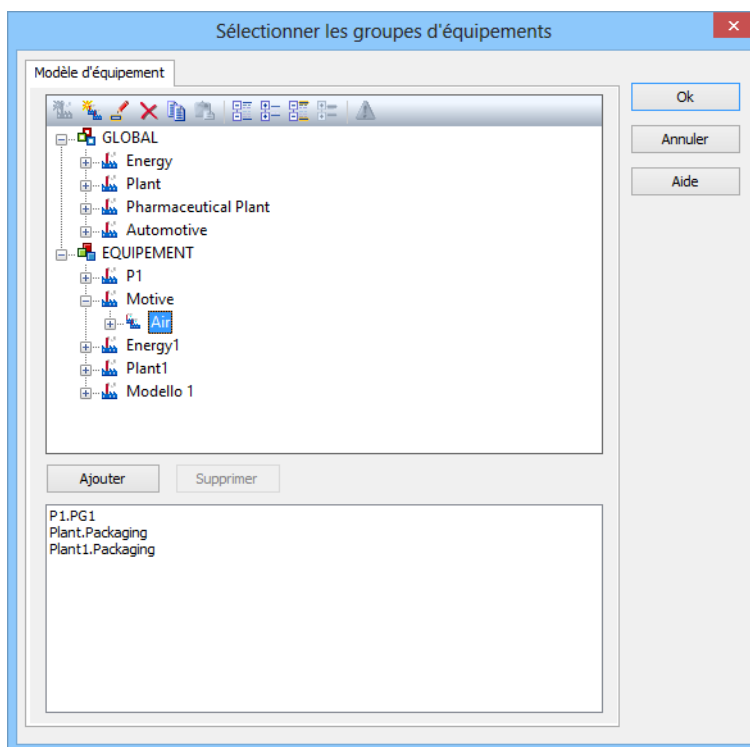 Sélectionner les groupes d'équipements
Modèle d'équipement
Ok
Annuler
Aide
GLOBAL
Energy
Plant
Pharmaceutical Plant
Automotive
EQUIPEMENT
P1
Motive
Air
Energy1
Plant1
Modello 1
Ajouter
Supprimer
P1.PG1
Plant.Packaging
Plant1.Packaging